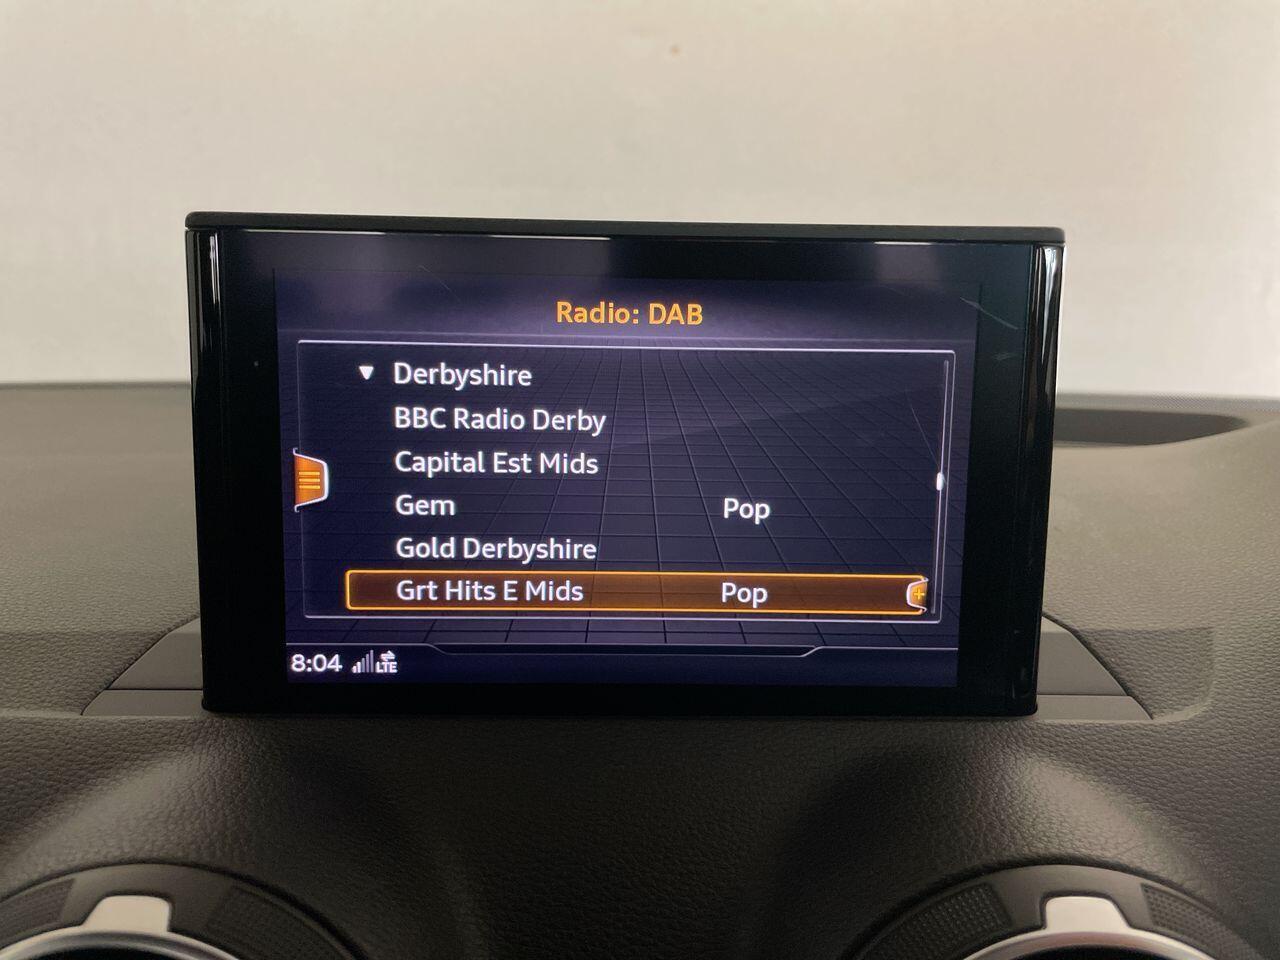 Radio: DAB
Derbyshire
BBC Radio Derby
Capital Est Mids
Gem Pop
Gold Derbyshire
Grt Hits E Mids Pop
8:04 LTE